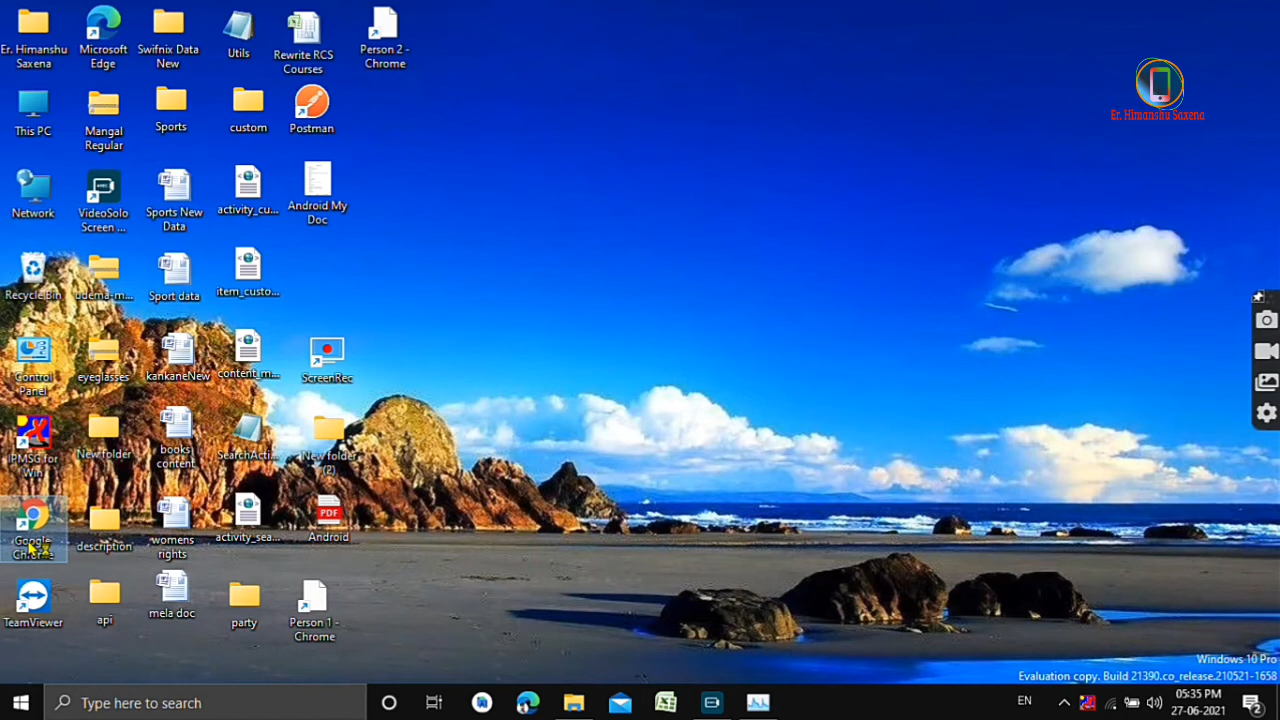 Er. Himanshu
Saxena
Microsoft
Edge
Swifnix Data
New
Utils
Rewrite RCS
Courses
Person 2 -
Chrome
Er. Himanshu Saxena
This PC
Mangal
Regular
Sports
custom
Postman
Network
VideoSolo
Screen ...
Sports New
Data
activity_cu...
Android My
Doc
Recycle Bin
udema-m...
Sport data
item_custo...
Control
Panel
eyeglasses
kankaneNew
content_m...
ScreenRec
IPMSG for
Win
New folder
books
content
SearchActi...
New folder
(2)
Google
Chrome
description
womens
rights
activity_sea...
PDF
Android
TeamViewer
api
mela doc
party
Person 1 -
Chrome
Windows 10 Pro
Evaluation copy. Build 21390.co_release.210521-1658
Type here to search
EN
05:35 PM
27-06-2021
2